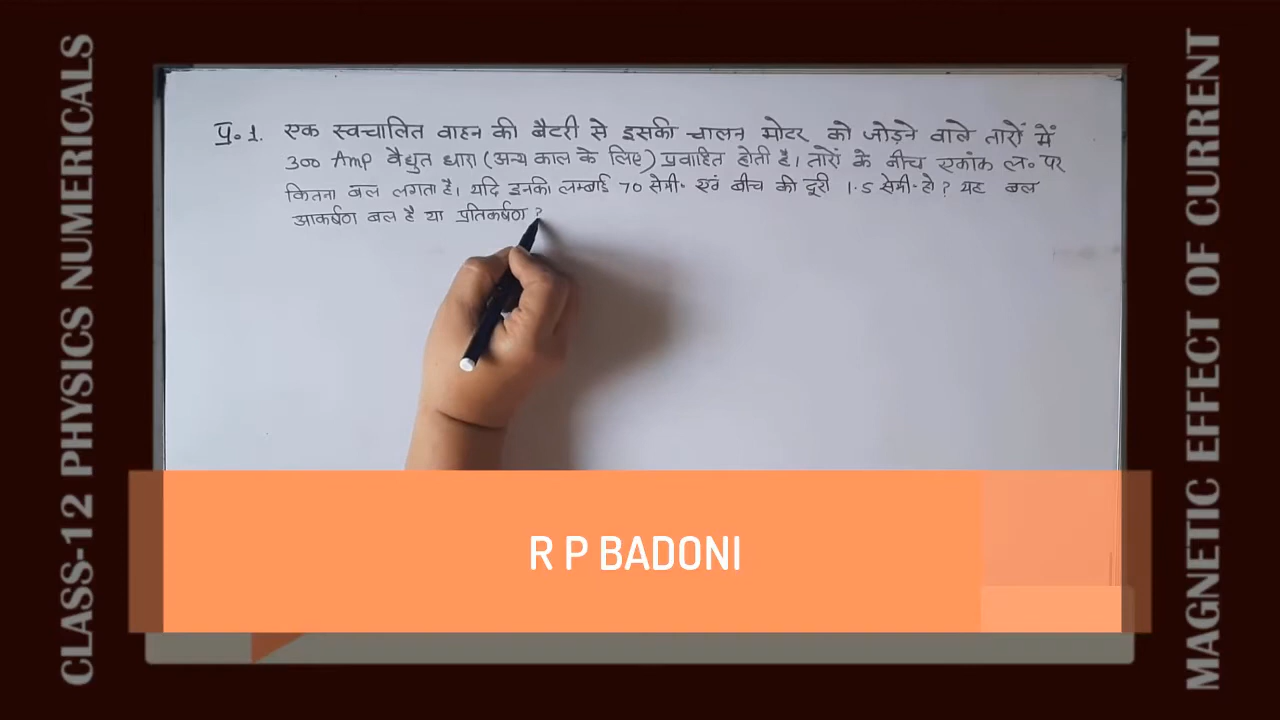 CLASS-12 PHYSICS NUMERICALS
प्र॰ 1. एक स्वचालित वाहन की बैटरी से इसकी चालन मोटर को जोड़ने वाले तारों में
300 Amp वैद्युत धारा (अन्य काल के लिए) प्रवाहित होती है। तारों के बीच एकांक ल॰ पर
कितना बल लगता है। यदि इनकी लम्बाई 70 सेमी॰ एवं बीच की दूरी 1.5 सेमी॰ हो? यह बल
आकर्षण बल है या प्रतिकर्षण?
R P BADONI
MAGNETIC EFFECT OF CURRENT